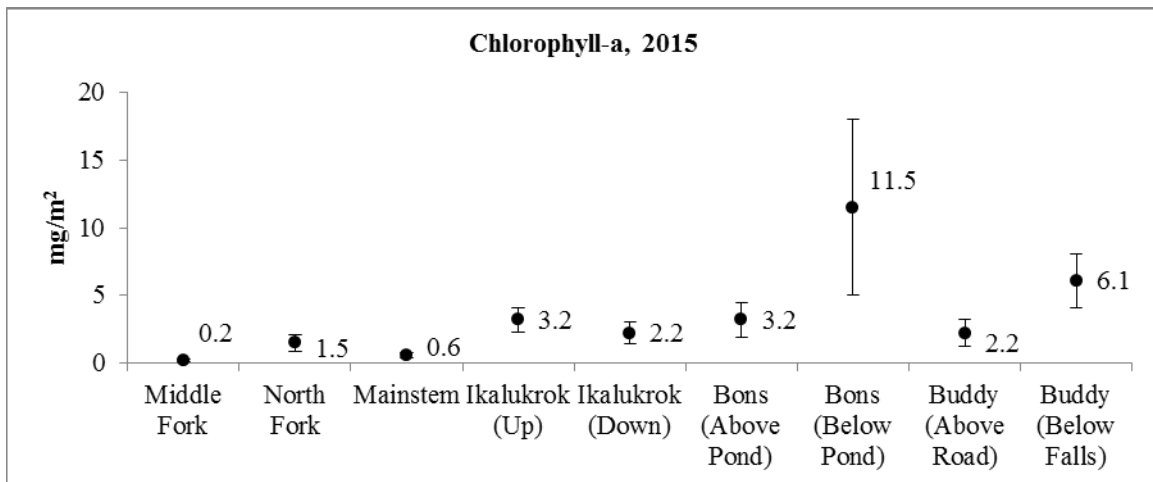 Chlorophyll-a, 2015
mg/m²
20
15
10
5
0
0.2
1.5
0.6
3.2
2.2
3.2
11.5
2.2
6.1
Middle Fork
North Fork
Mainstem
Ikalukrok (Up)
Ikalukrok (Down)
Bons (Above Pond)
Bons (Below Pond)
Buddy (Above Road)
Buddy (Below Falls)